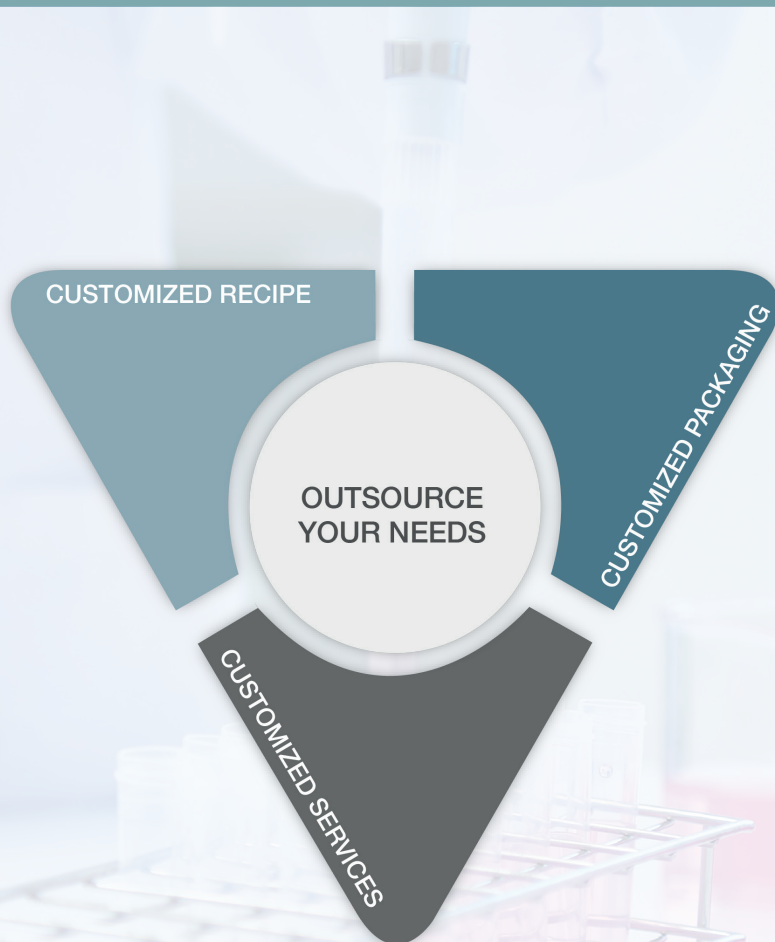 CUSTOMIZED RECIPE
CUSTOMIZED PACKAGING
OUTSOURCE
YOUR NEEDS
CUSTOMIZED SERVICES